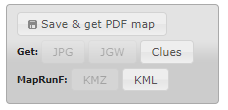 Save & get PDF map
Get: JPG JGW Clues
MapRunF: KMZ KML